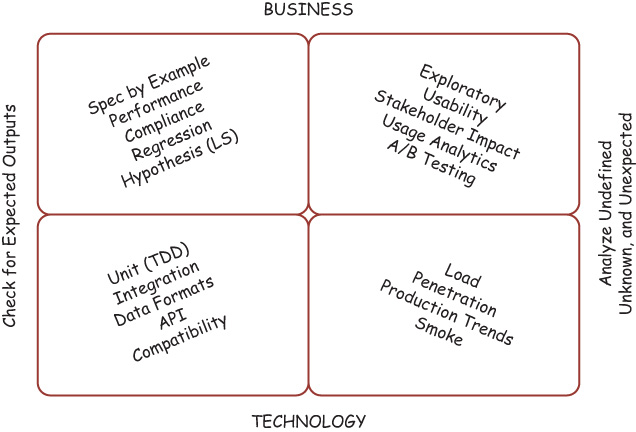 BUSINESS
Check for Expected Outputs
Spec by Example
Performance
Compliance
Regression
Hypothesis (LS)
Exploratory
Usability
Stakeholder Impact
Usage Analytics
A/B Testing
Analyze Undefined
Unknown, and Unexpected
Unit (TDD)
Integration
Data Formats
API
Compatibility
Load
Penetration
Production Trends
Smoke
TECHNOLOGY